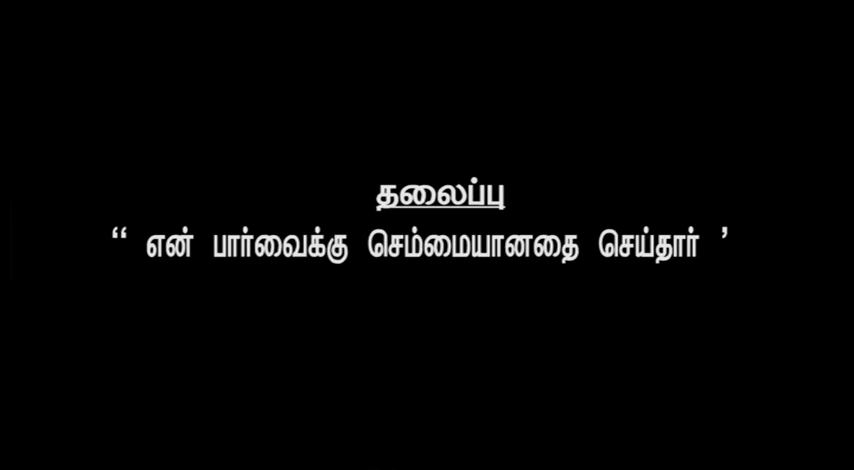 தலைப்பு
“ என் பார்வைக்கு செம்மையானதை செய்தார் ’